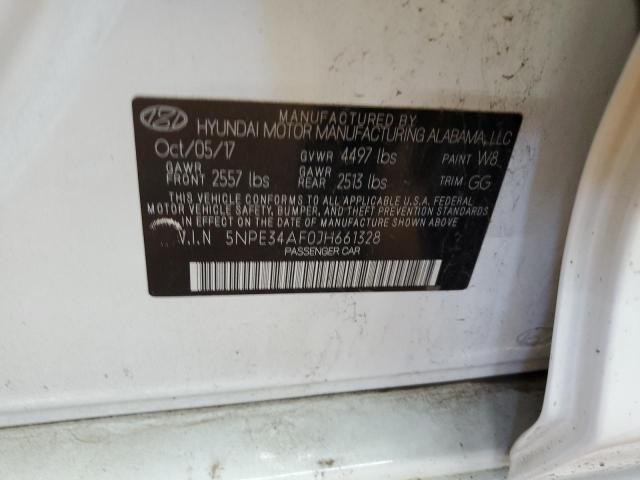 MANUFACTURED BY
HYUNDAI MOTOR MANUFACTURING ALABAMA, LLC
Oct/05/17 GVWR 4497 lbs PAINT W8
GAWR FRONT 2557 lbs GAWR REAR 2513 lbs TRIM GG
THIS VEHICLE CONFORMS TO ALL APPLICABLE U.S.A. FEDERAL
MOTOR VEHICLE SAFETY, BUMPER, AND THEFT PREVENTION STANDARDS
IN EFFECT ON THE DATE OF MANUFACTURE SHOWN ABOVE.
V.I.N 5NPE34AF0JH661328
PASSENGER CAR